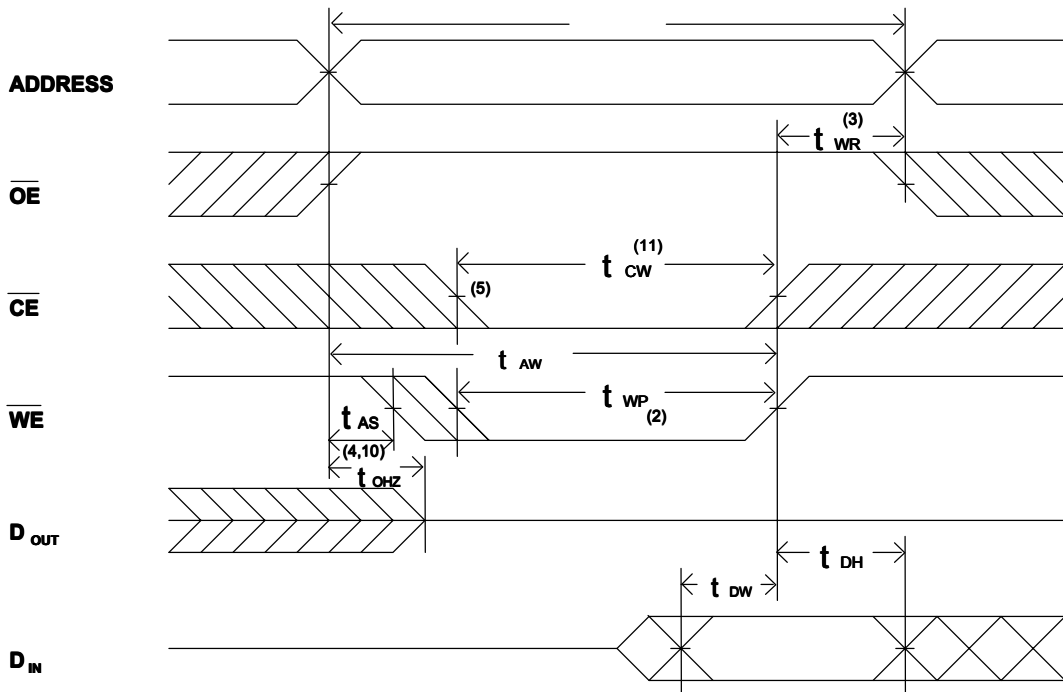 ADDRESS
t WR (3)
OE
t CW (11)
(5)
CE
t AW
t WP (2)
WE
t AS
(4,10)
t OHZ
D OUT
t DH
t DW
D IN